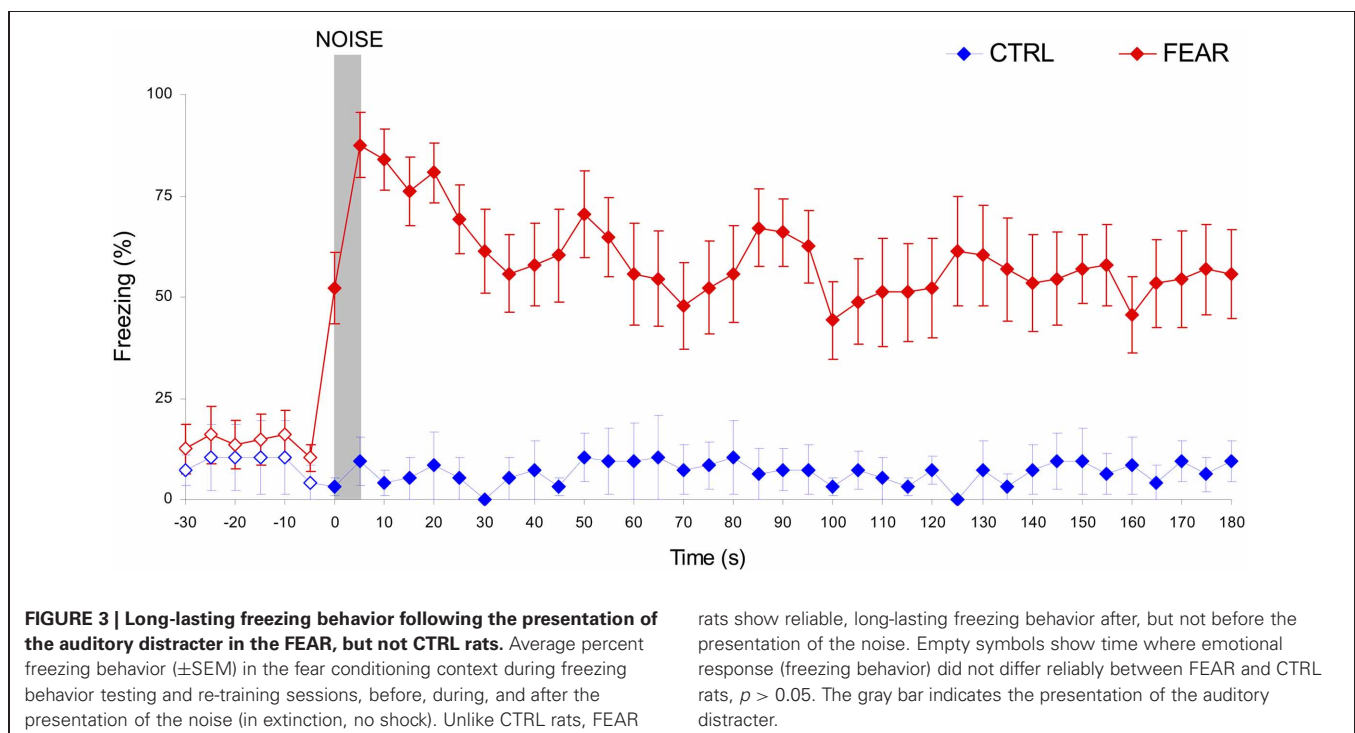 NOISE
CTRL
FEAR
100
75
50
25
0
Freezing (%)
-30 -20 -10 0 10 20 30 40 50 60 70 80 90 100 110 120 130 140 150 160 170 180
Time (s)
FIGURE 3 | Long-lasting freezing behavior following the presentation of
the auditory distracter in the FEAR, but not CTRL rats. Average percent
freezing behavior (±SEM) in the fear conditioning context during freezing
behavior testing and re-training sessions, before, during, and after the
presentation of the noise (in extinction, no shock). Unlike CTRL rats, FEAR
rats show reliable, long-lasting freezing behavior after, but not before the
presentation of the noise. Empty symbols show time where emotional
response (freezing behavior) did not differ reliably between FEAR and CTRL
rats, p > 0.05. The gray bar indicates the presentation of the auditory
distracter.